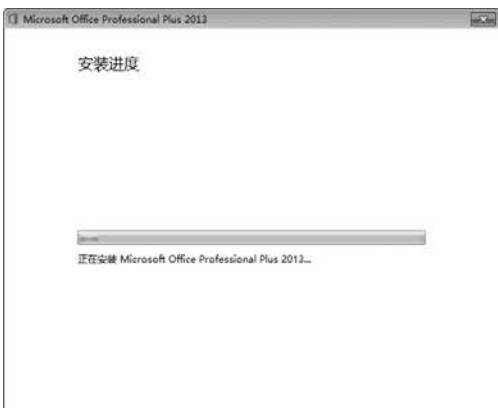 Microsoft Office Professional Plus 2013
安装进度
正在安装 Microsoft Office Professional Plus 2013...